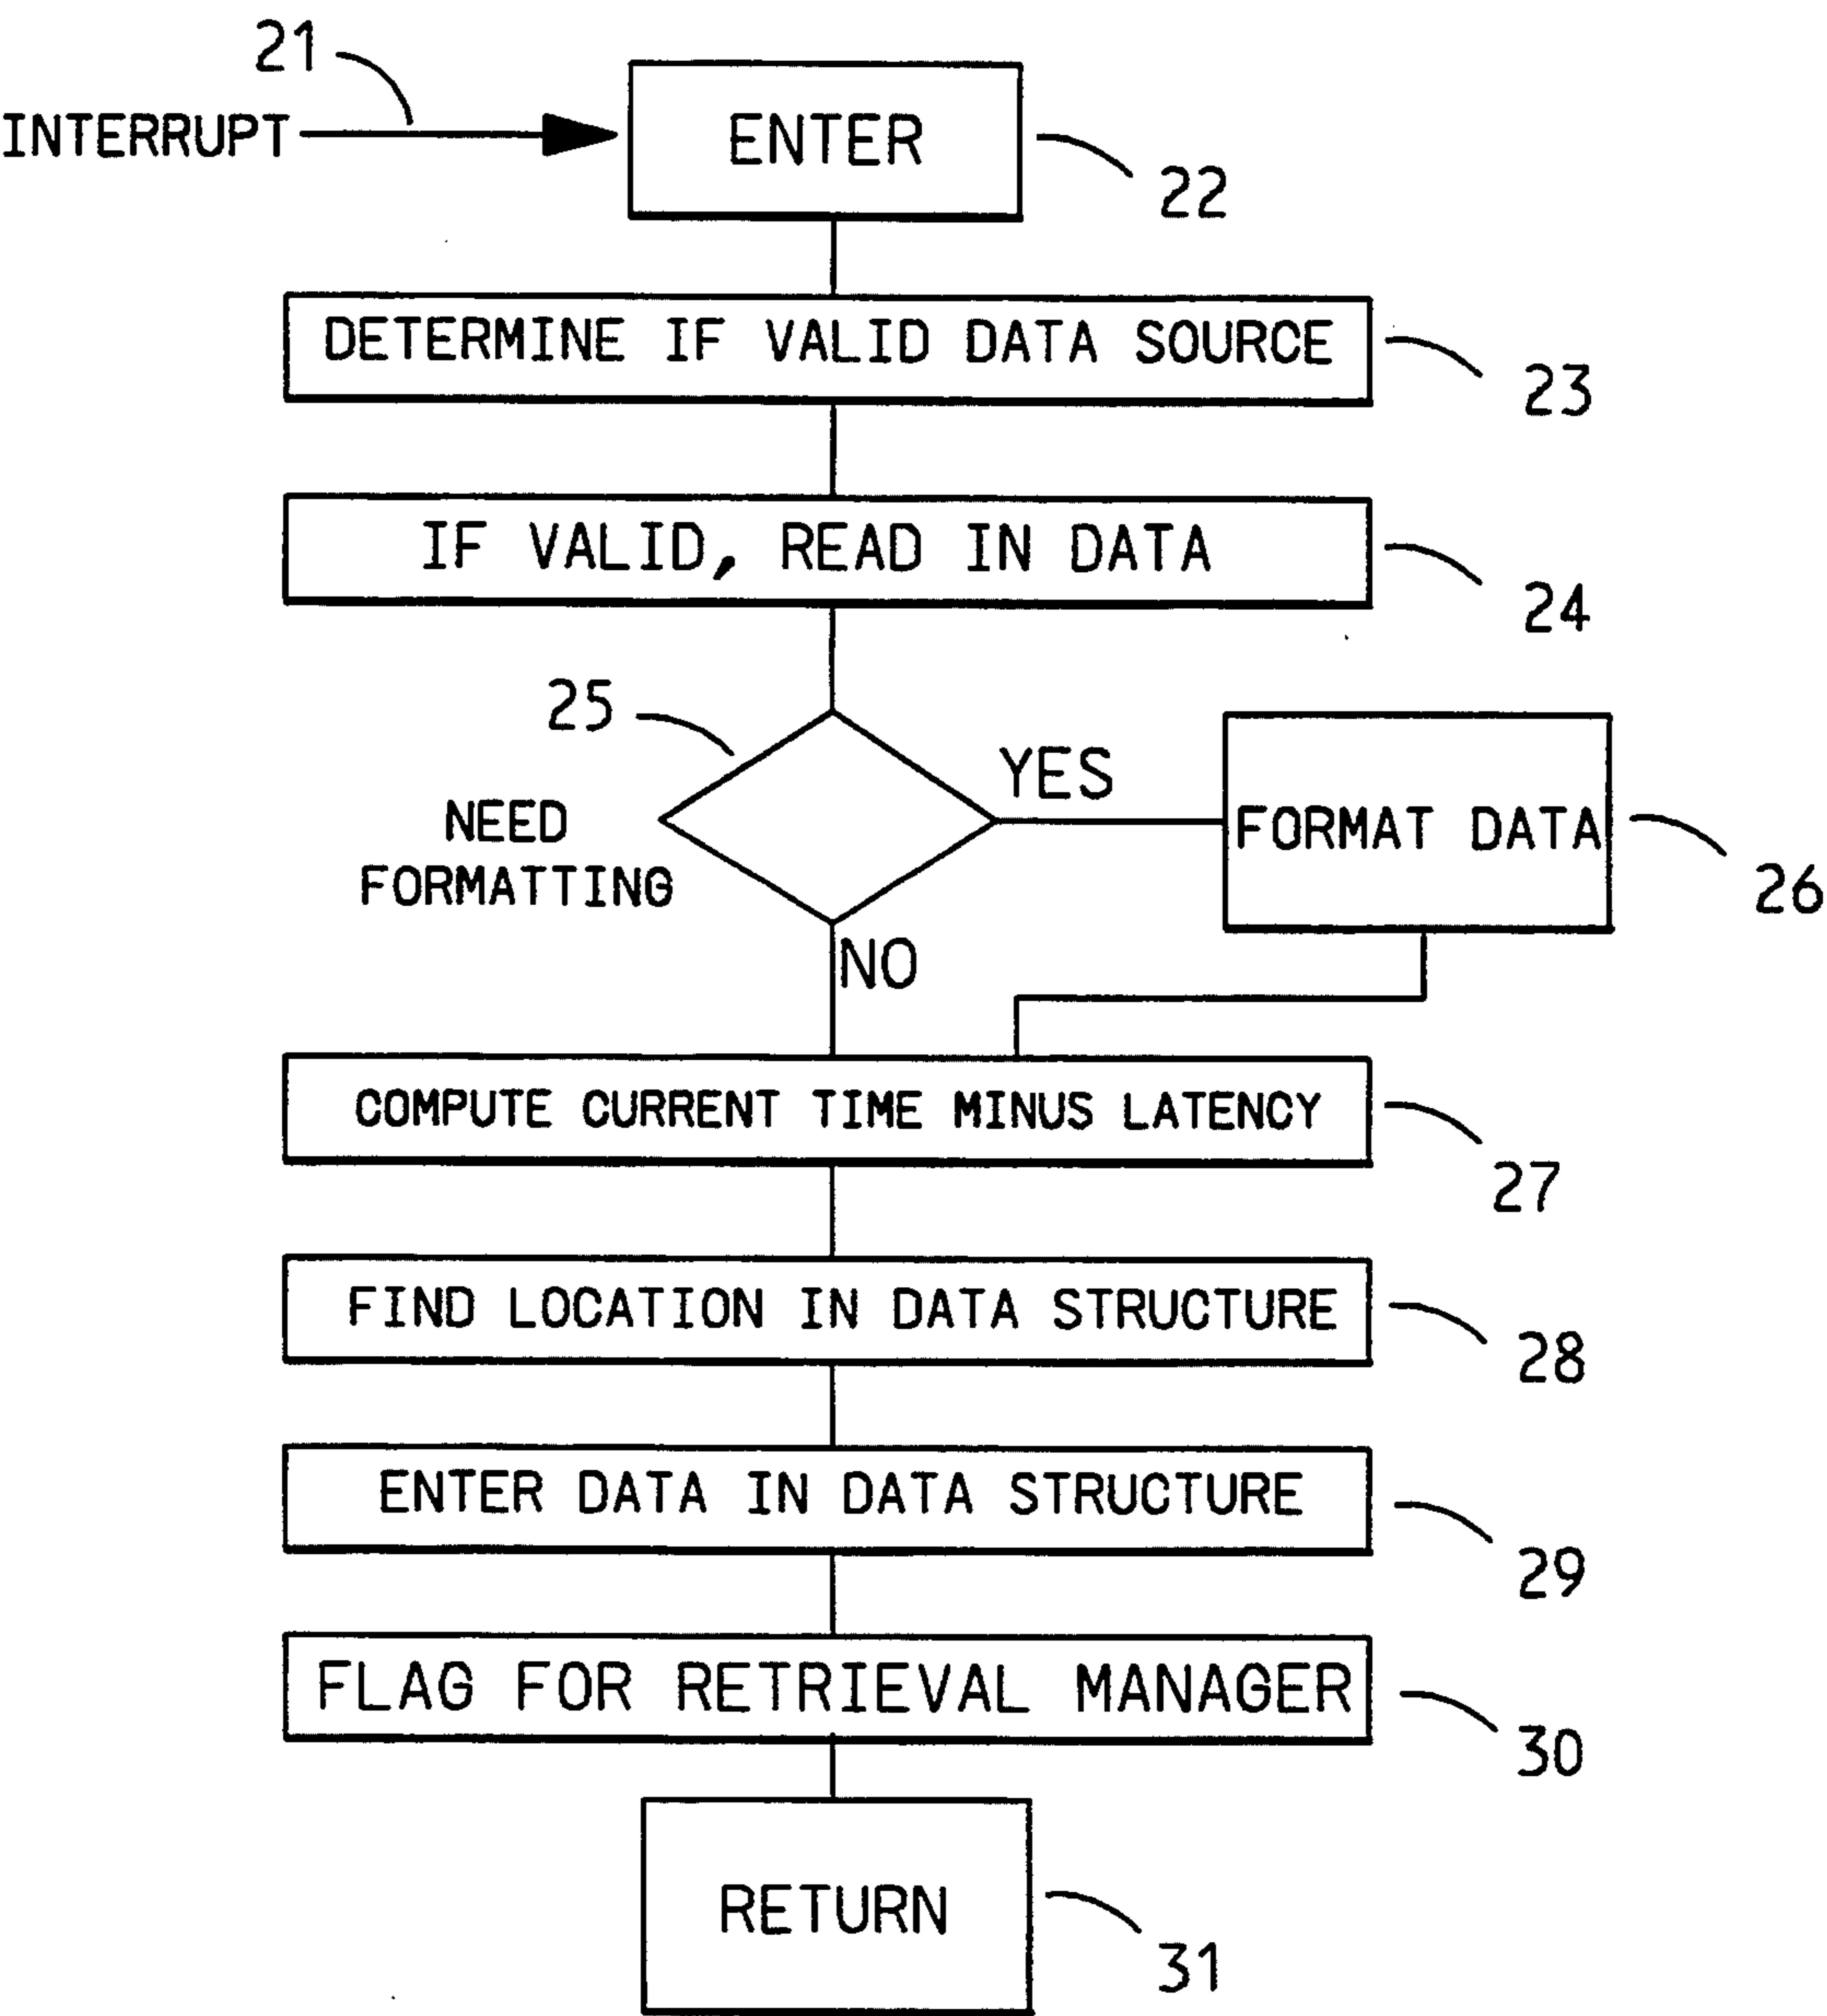 21
INTERRUPT
ENTER
22
DETERMINE IF VALID DATA SOURCE
23
IF VALID, READ IN DATA
24
25
NEED
FORMATTING
YES
FORMAT DATA
26
NO
COMPUTE CURRENT TIME MINUS LATENCY
27
FIND LOCATION IN DATA STRUCTURE
28
ENTER DATA IN DATA STRUCTURE
29
FLAG FOR RETRIEVAL MANAGER
30
RETURN
31